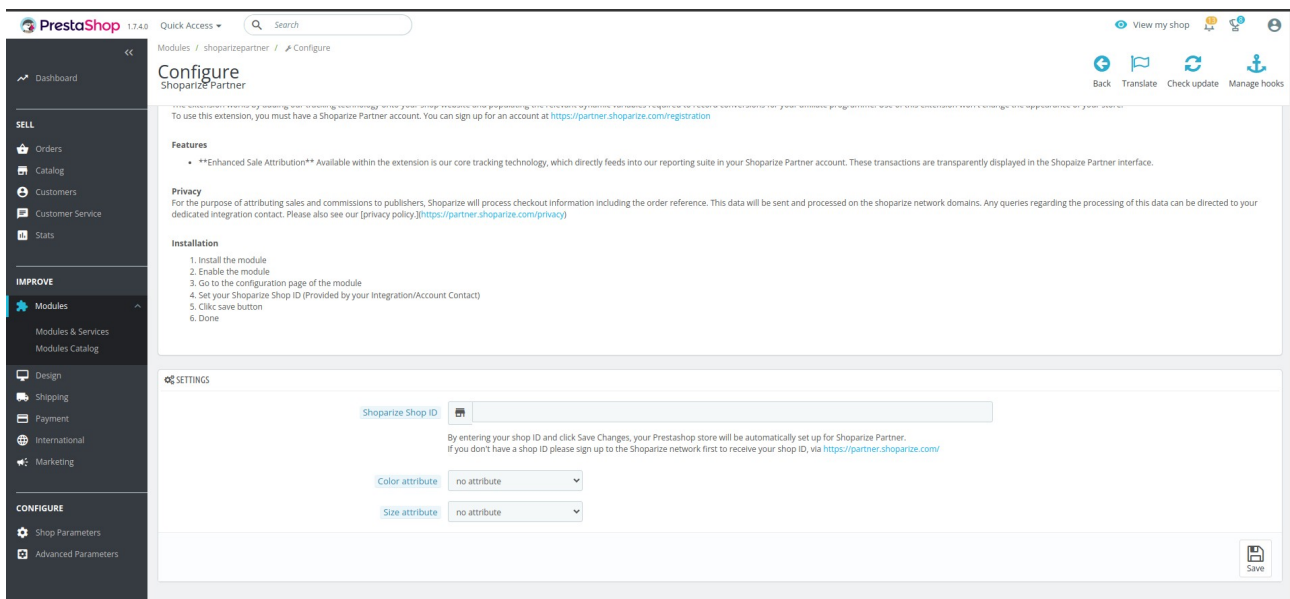 PrestaShop 1.7.4.0 Quick Access Search View my shop
Modules / shoparizepartner / Configure
Configure
Shoparize Partner
Back Translate Check update Manage hooks
Dashboard
SELL
Orders
Catalog
Customers
Customer Service
Stats
IMPROVE
Modules
Modules & Services
Modules Catalog
Design
Shipping
Payment
International
Marketing
CONFIGURE
Shop Parameters
Advanced Parameters
To use this extension, you must have a Shoparize Partner account. You can sign up for an account at https://partner.shoparize.com/registration
Features
• **Enhanced Sale Attribution** Available within the extension is our core tracking technology, which directly feeds into our reporting suite in your Shoparize Partner account. These transactions are transparently displayed in the Shopaize Partner interface.
Privacy
For the purpose of attributing sales and commissions to publishers, Shoparize will process checkout information including the order reference. This data will be sent and processed on the shoparize network domains. Any queries regarding the processing of this data can be directed to your
dedicated integration contact. Please also see our [privacy policy.](https://partner.shoparize.com/privacy)
Installation
1. Install the module
2. Enable the module
3. Go to the configuration page of the module
4. Set your Shoparize Shop ID (Provided by your Integration/Account Contact)
5. Clikc save button
6. Done
SETTINGS
Shoparize Shop ID
By entering your shop ID and click Save Changes, your Prestashop store will be automatically set up for Shoparize Partner.
If you don't have a shop ID please sign up to the Shoparize network first to receive your shop ID, via https://partner.shoparize.com/
Color attribute no attribute
Size attribute no attribute
Save